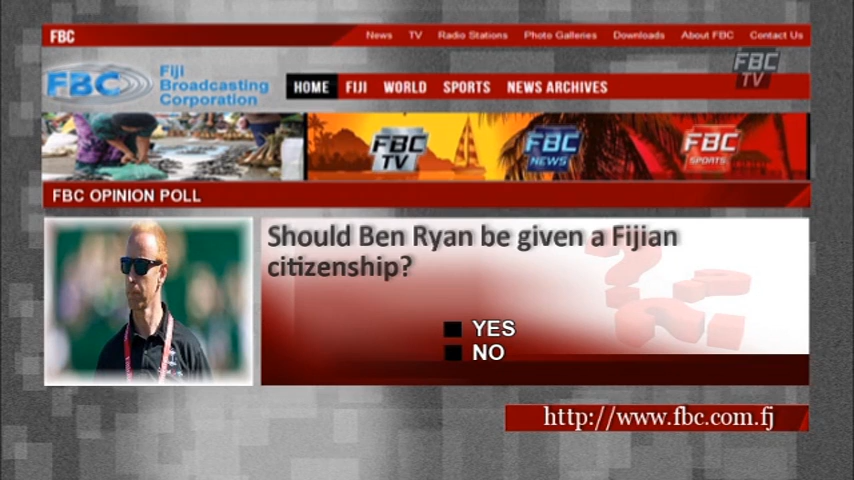 FBC
News TV Radio Stations Photo Galleries Downloads About FBC Contact Us
FBC
TV
FBC
Fiji
Broadcasting
Corporation
HOME FIJI WORLD SPORTS NEWS ARCHIVES
FBC
TV
FBC
NEWS
FBC
SPORTS
FBC OPINION POLL
Should Ben Ryan be given a Fijian
citizenship?
YES
NO
http://www.fbc.com.fj